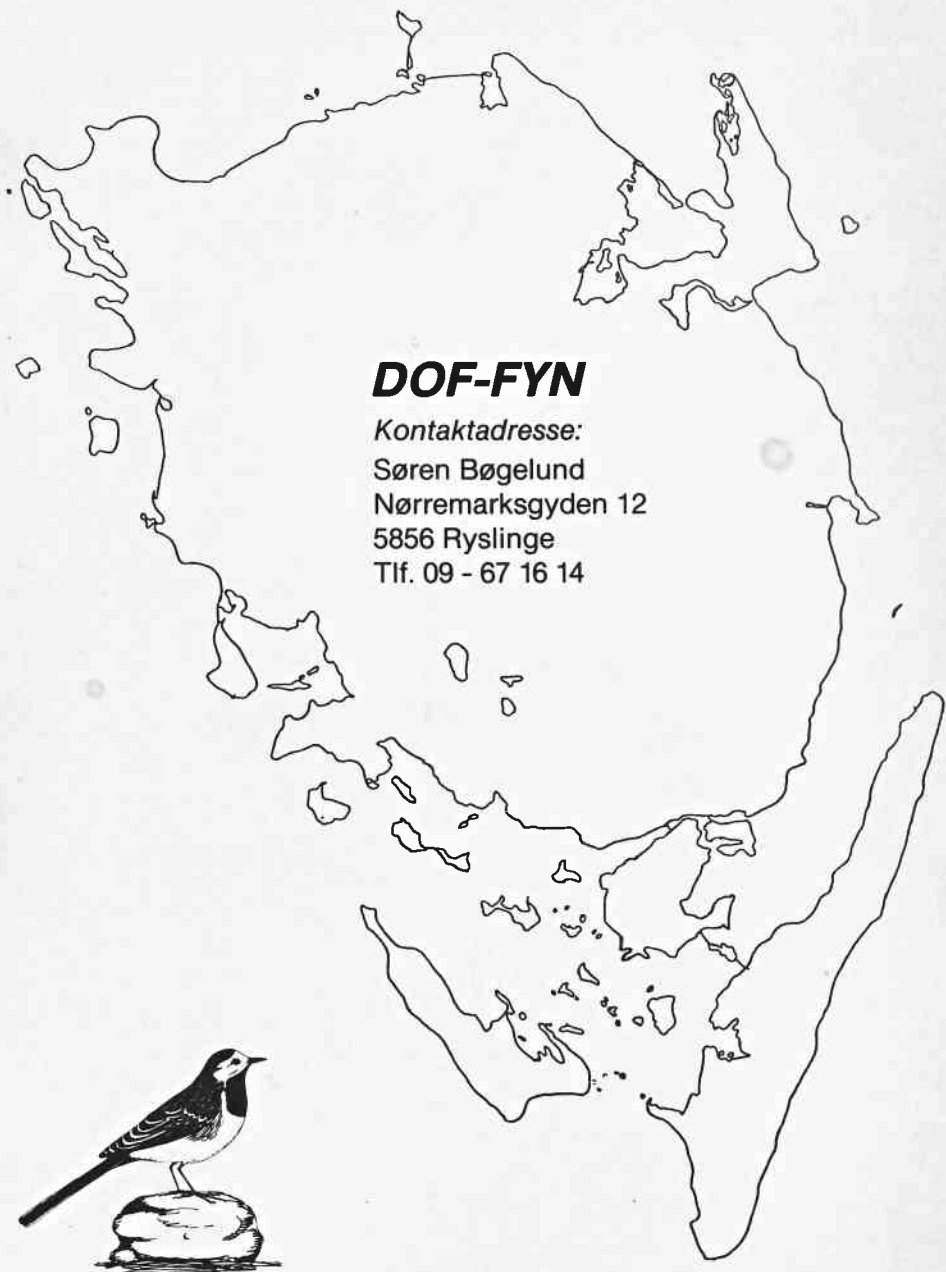 DOF-FYN
Kontaktadresse:
Søren Bøgelund
Nørremarksgyden 12
5856 Ryslinge
Tlf. 09 - 67 16 14